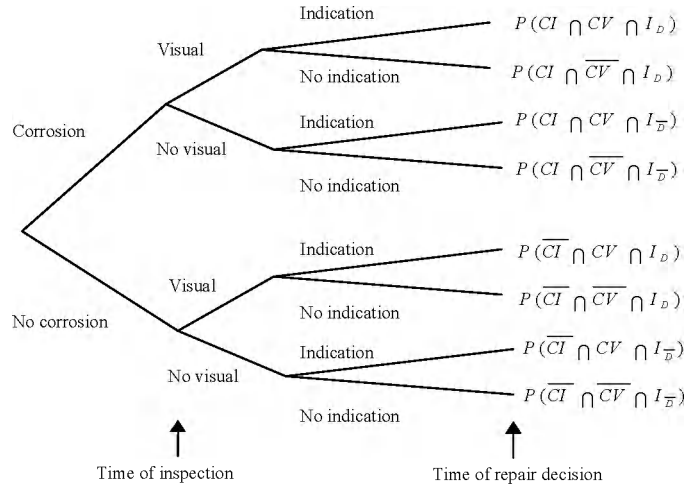 Indication
P(CI ∩ CV ∩ I_D)
Visual
No indication
P(CI ∩ \overline{CV} ∩ I_D)
Corrosion
Indication
P(CI ∩ CV ∩ I_{\overline{D}})
No visual
No indication
P(CI ∩ \overline{CV} ∩ I_{\overline{D}})
Indication
P(\overline{CI} ∩ CV ∩ I_D)
Visual
No indication
P(\overline{CI} ∩ \overline{CV} ∩ I_D)
No corrosion
Indication
P(\overline{CI} ∩ CV ∩ I_{\overline{D}})
No visual
No indication
P(\overline{CI} ∩ \overline{CV} ∩ I_{\overline{D}})
Time of inspection
Time of repair decision